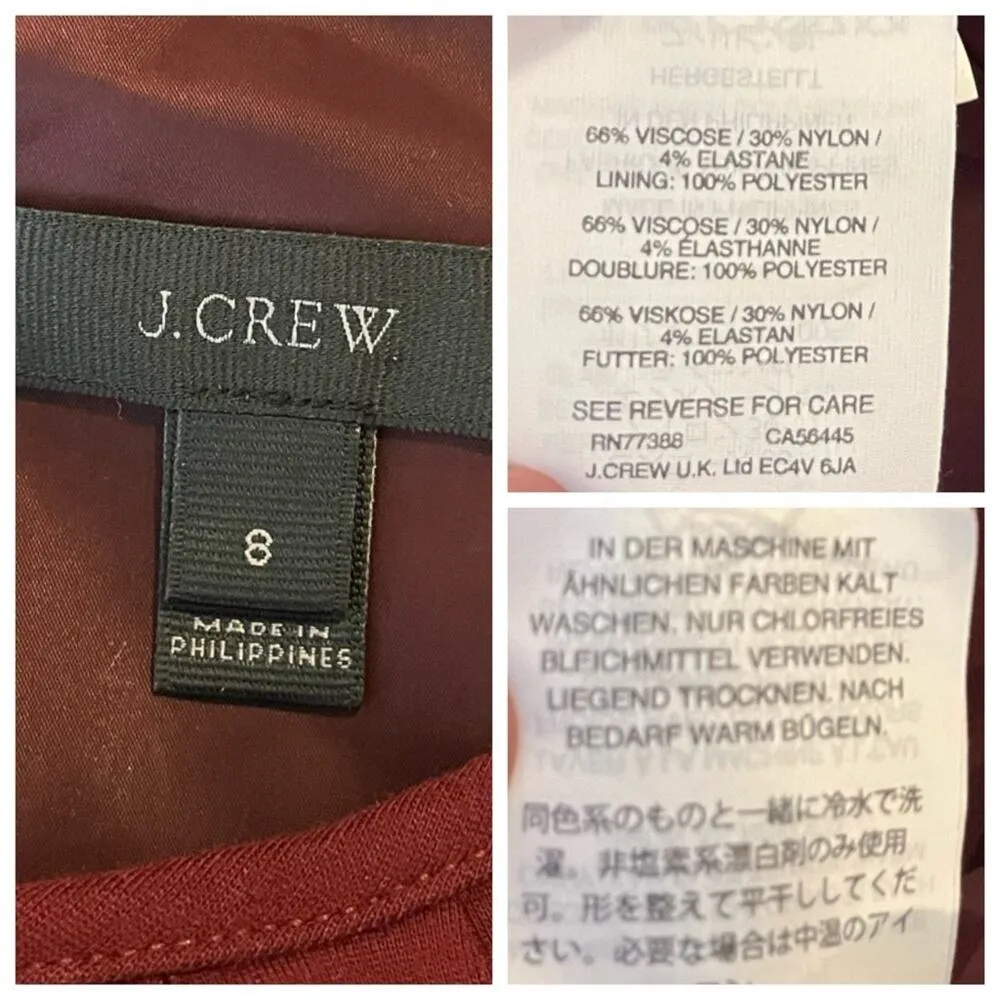 J.CREW
8
MADE IN
PHILIPPINES
HERGESTELLT
66% VISCOSE / 30% NYLON /
4% ELASTANE
LINING: 100% POLYESTER
66% VISCOSE / 30% NYLON /
4% ÉLASTHANNE
DOUBLURE: 100% POLYESTER
66% VISKOSE / 30% NYLON /
4% ELASTAN
FUTTER: 100% POLYESTER
SEE REVERSE FOR CARE
RN77388 CA56445
J.CREW U.K. Ltd EC4V 6JA
IN DER MASCHINE MIT
ÄHNLICHEN FARBEN KALT
WASCHEN. NUR CHLORFREIES
BLEICHMITTEL VERWENDEN.
LIEGEND TROCKNEN. NACH
BEDARF WARM BÜGELN.
同色系のものと一緒に冷水で洗
濯。非塩素系漂白剤のみ使用
可。形を整えて平干ししてくだ
さい。必要な場合は中温のアイ